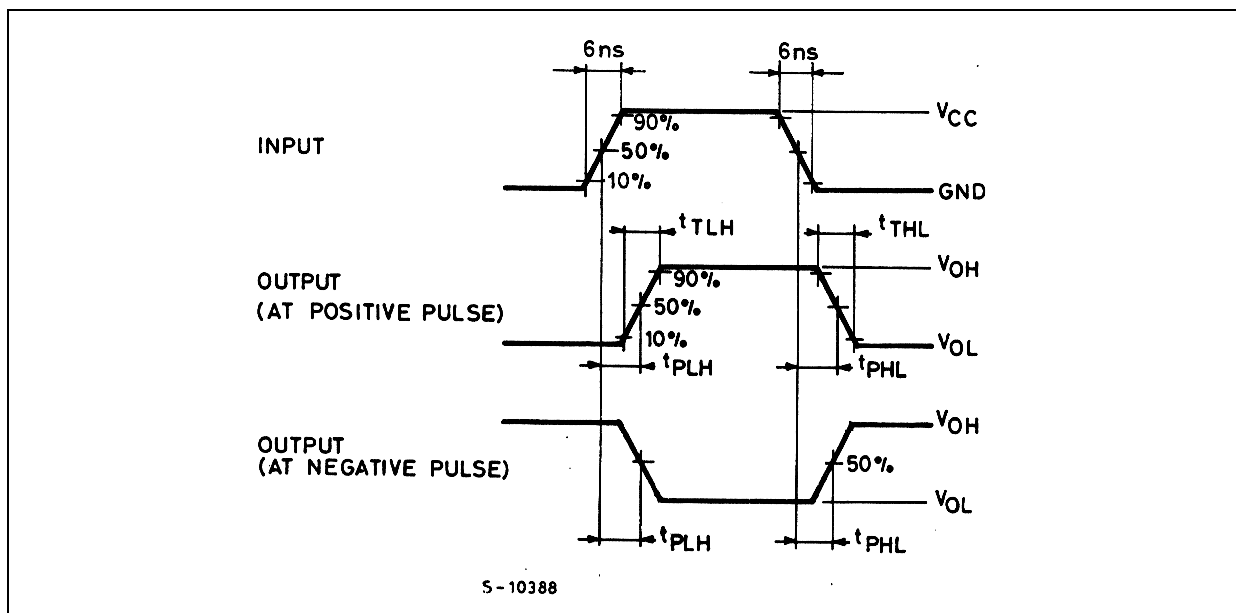 6ns 6ns
90% VCC
INPUT 50%
10% GND
tTLH tTHL
VOH
OUTPUT 90%
(AT POSITIVE PULSE) 50%
10% VOL
tPLH tPHL
VOH
OUTPUT
(AT NEGATIVE PULSE) 50%
VOL
tPLH tPHL
S-10388